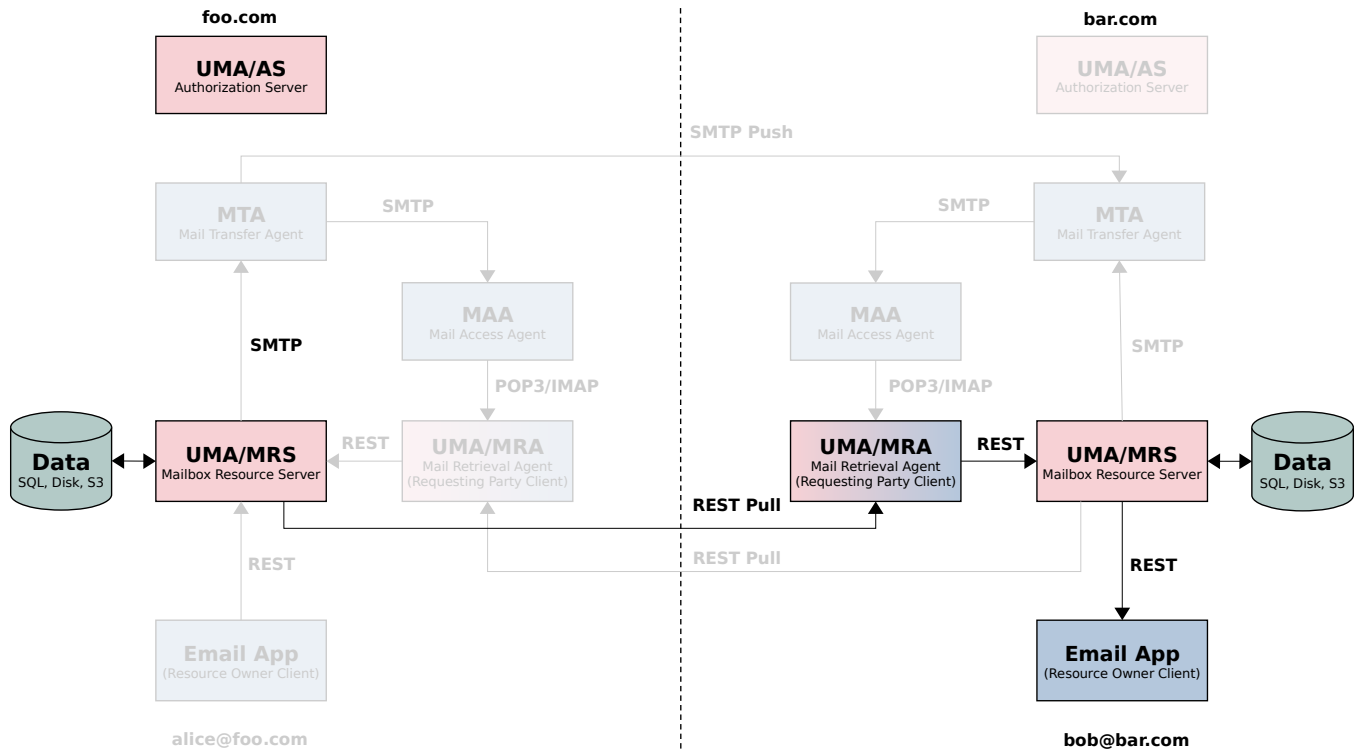 foo.com
bar.com
UMA/AS
Authorization Server
UMA/AS
Authorization Server
SMTP Push
MTA
Mail Transfer Agent
SMTP
SMTP
MTA
Mail Transfer Agent
MAA
Mail Access Agent
MAA
Mail Access Agent
SMTP
SMTP
POP3/IMAP
POP3/IMAP
Data
SQL, Disk, S3
UMA/MRS
Mailbox Resource Server
REST
UMA/MRA
Mail Retrieval Agent
(Requesting Party Client)
UMA/MRA
Mail Retrieval Agent
(Requesting Party Client)
REST
UMA/MRS
Mailbox Resource Server
Data
SQL, Disk, S3
REST Pull
REST Pull
REST
REST
Email App
(Resource Owner Client)
Email App
(Resource Owner Client)
alice@foo.com
bob@bar.com